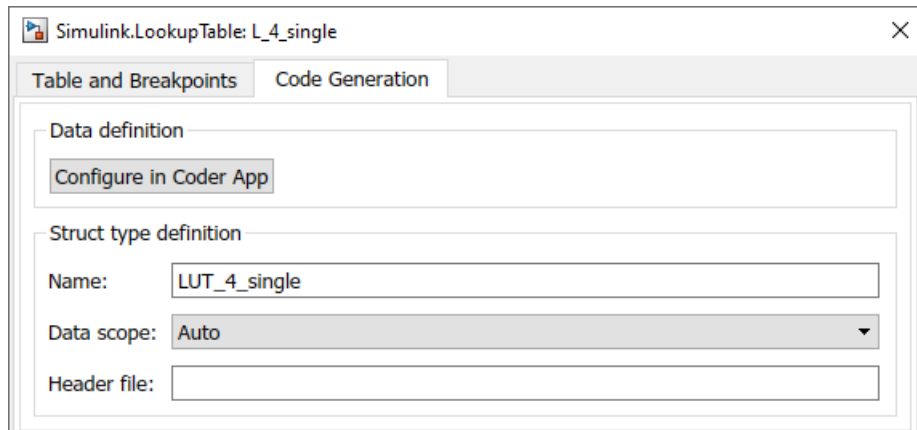 Simulink.LookupTable: L_4_single
Table and Breakpoints Code Generation
Data definition
Configure in Coder App
Struct type definition
Name: LUT_4_single
Data scope: Auto
Header file: